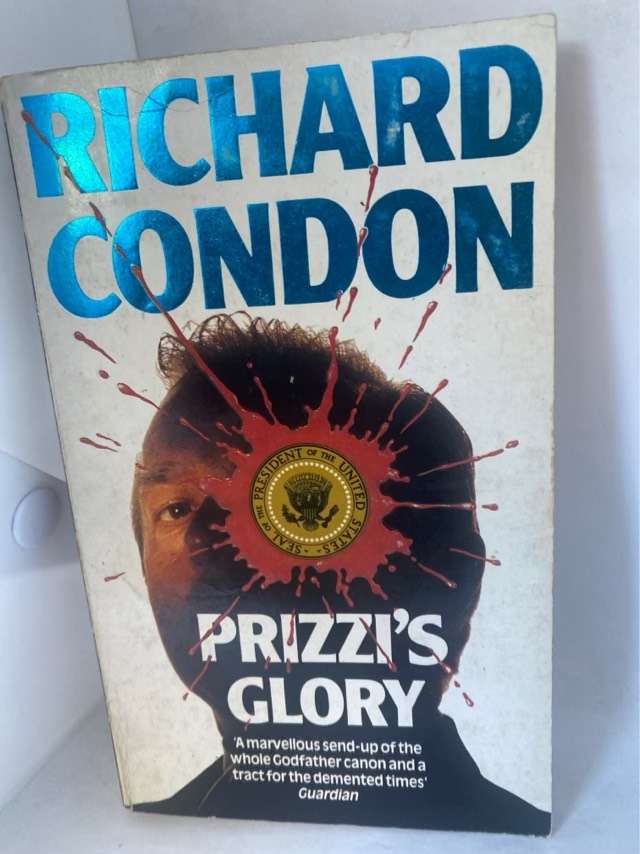 RICHARD
CONDON
SEAL OF THE PRESIDENT OF THE UNITED STATES
PRIZZI'S
GLORY
'A marvellous send-up of the
whole Godfather canon and a
tract for the demented times'
Guardian